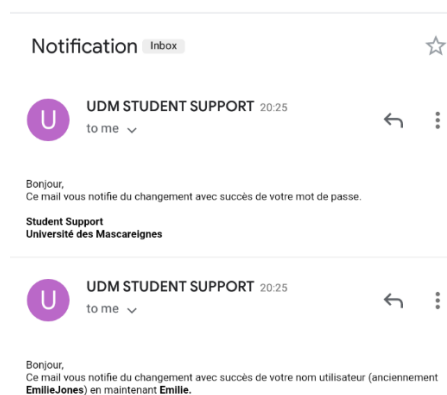 Notification Inbox
UDM STUDENT SUPPORT 20:25
to me
U
Bonjour,
Ce mail vous notifie du changement avec succès de votre mot de passe.
Student Support
Université des Mascareignes
UDM STUDENT SUPPORT 20:25
to me
U
Bonjour,
Ce mail vous notifie du changement avec succès de votre nom utilisateur (anciennement
EmilieJones) en maintenant Emilie.